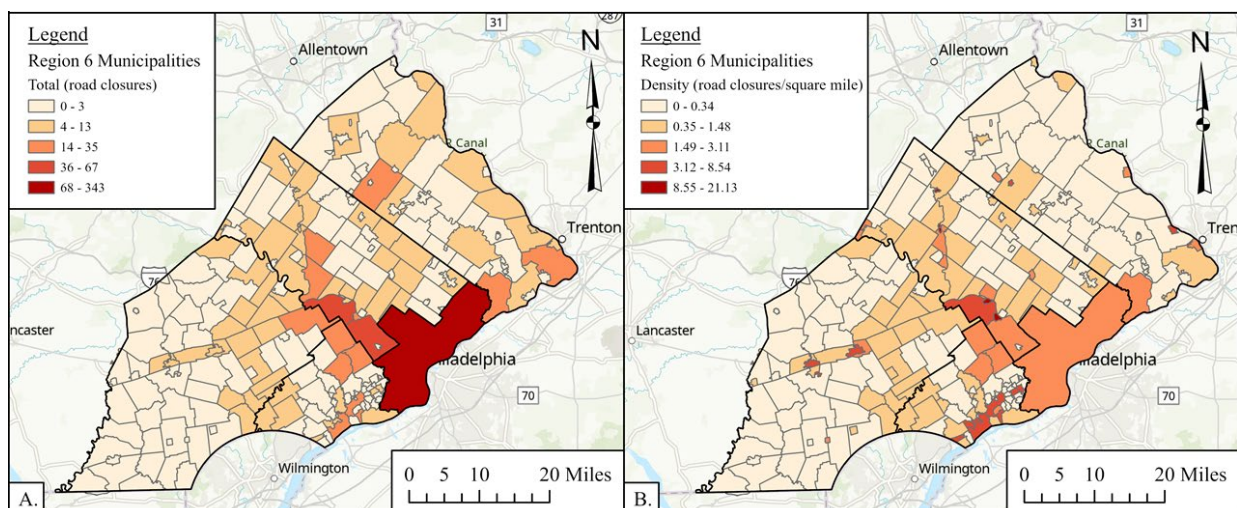 Legend
Region 6 Municipalities
Total (road closures)
0 - 3
4 - 13
14 - 35
36 - 67
68 - 343
Allentown
31
287
N
Canal
Trenton
76
ncaster
iladelphia
70
Wilmington
0 5 10 20 Miles
A.
Legend
Region 6 Municipalities
Density (road closures/square mile)
0 - 0.34
0.35 - 1.48
1.49 - 3.11
3.12 - 8.54
8.55 - 21.13
Allentown
31
N
Canal
Tren
76
Lancaster
iladelphia
70
Wilmington
0 5 10 20 Miles
B.